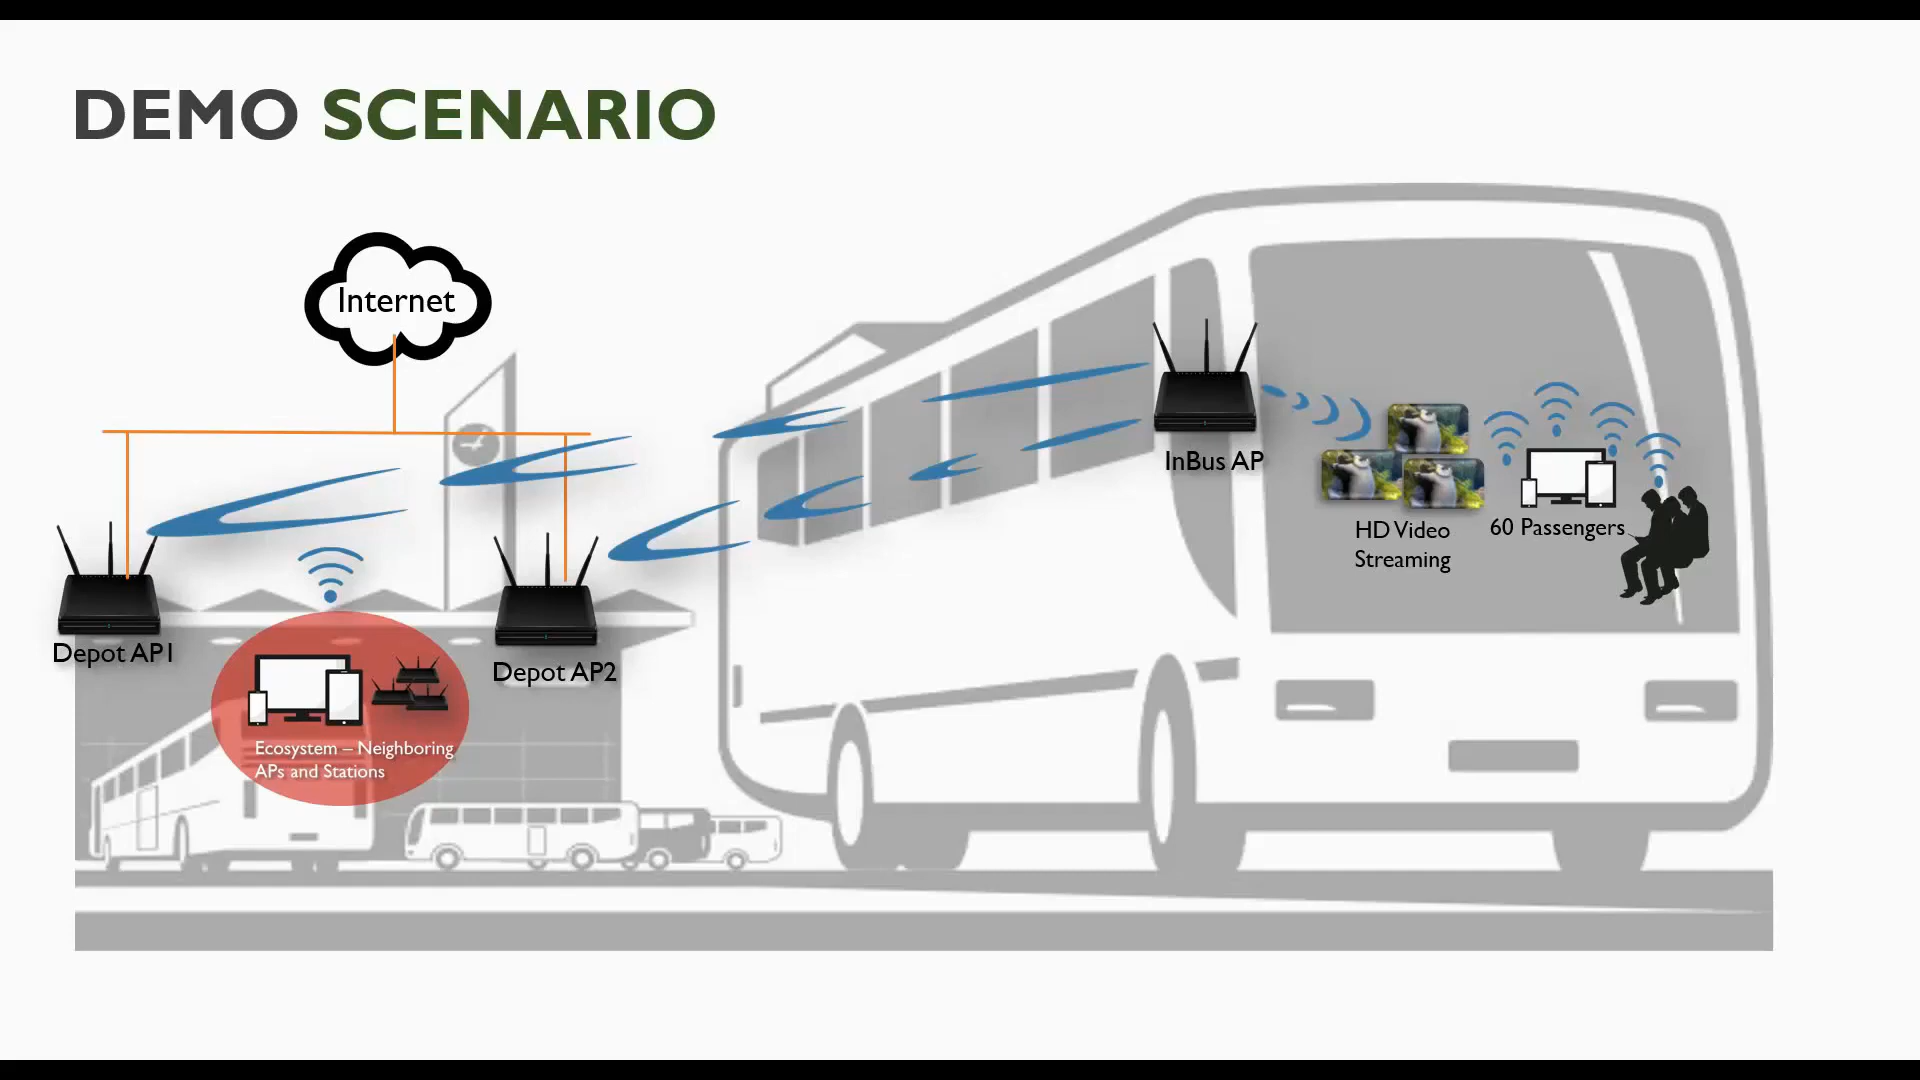 DEMO SCENARIO
Internet
InBus AP
HD Video
Streaming
60 Passengers
Depot AP1
Depot AP2
Ecosystem – Neighboring
APs and Stations